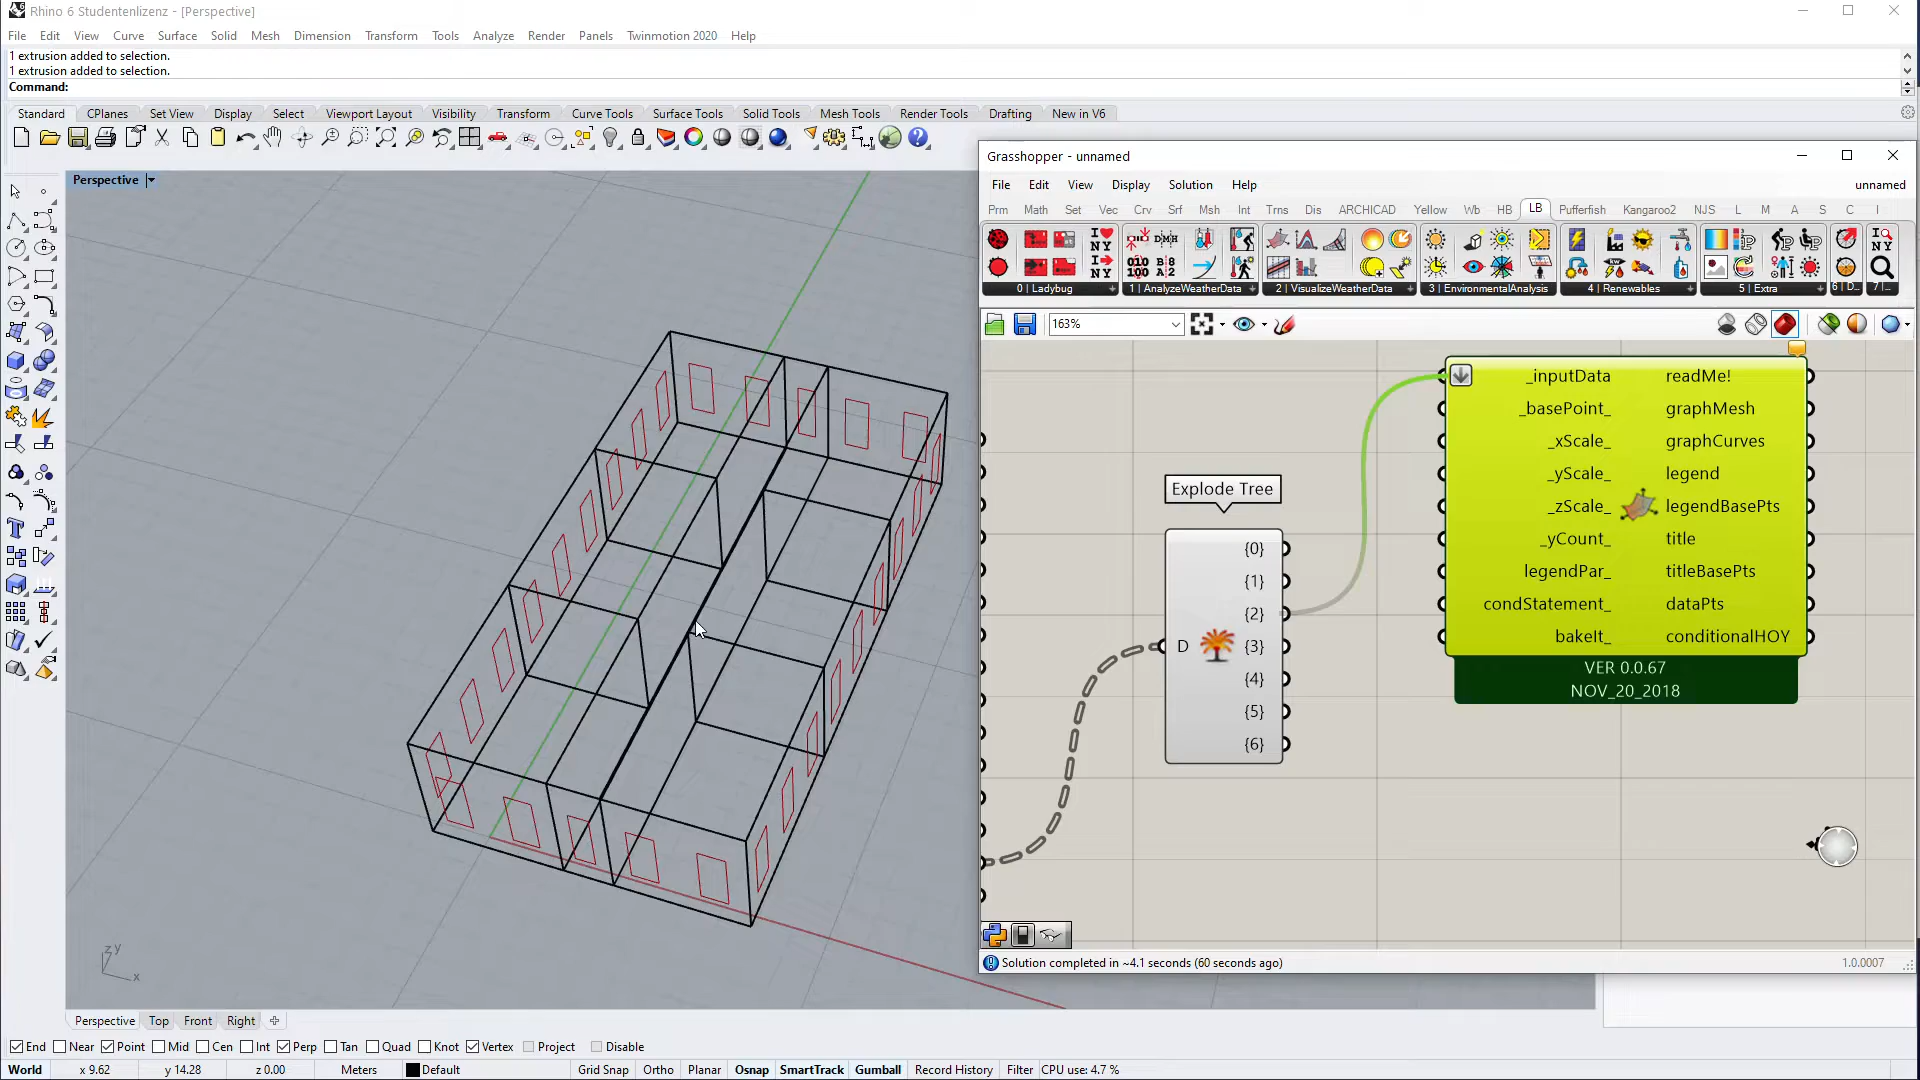 Rhino 6 Studentenlizenz - [Perspective]
File Edit View Curve Surface Solid Mesh Dimension Transform Tools Analyze Render Panels Twinmotion 2020 Help
1 extrusion added to selection.
1 extrusion added to selection.
Command:
Standard CPlanes Set View Display Select Viewport Layout Visibility Transform Curve Tools Surface Tools Solid Tools Mesh Tools Render Tools Drafting New in V6
Perspective
z y
x
Perspective Top Front Right
End Near Point Mid Cen Int Perp Tan Quad Knot Vertex Project Disable
World x 9.62 y 14.28 z 0.00 Meters Default Grid Snap Ortho Planar Osnap SmartTrack Gumball Record History Filter CPU use: 4.7 %
Grasshopper - unnamed
File Edit View Display Solution Help unnamed
Prm Math Set Vec Crv Srf Msh Int Trns Dis ARCHICAD Yellow Wb HB LB Pufferfish Kangaroo2 NJS L M A S C I
0 | Ladybug 1 | AnalyzeWeatherData 2 | VisualizeWeatherData 3 | EnvironmentalAnalysis 4 | Renewables 5 | Extra 6 | D... 7 |...
163%
Explode Tree
D
{0}
{1}
{2}
{3}
{4}
{5}
{6}
_inputData readMe!
_basePoint_ graphMesh
_xScale_ graphCurves
_yScale_ legend
_zScale_ legendBasePts
_yCount_ title
legendPar_ titleBasePts
condStatement_ dataPts
bakeIt_ conditionalHOY
VER 0.0.67
NOV_20_2018
Solution completed in ~4.1 seconds (60 seconds ago) 1.0.0007